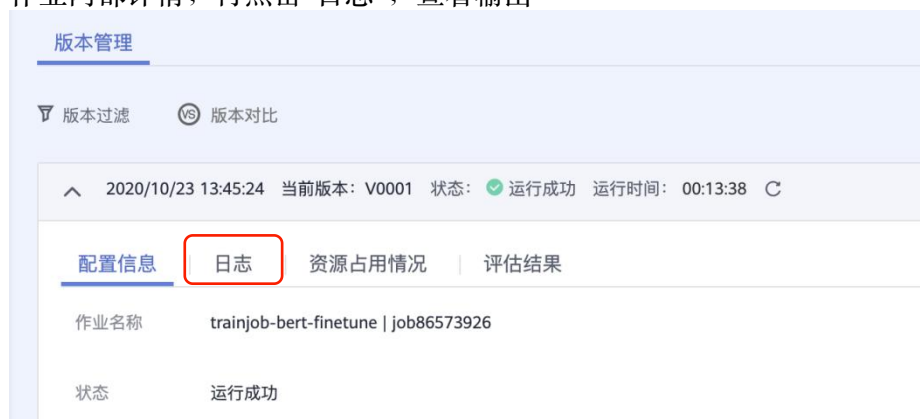 作业内部详情，再点击“日志”，查看输出
版本管理
版本过滤 VS 版本对比
2020/10/23 13:45:24 当前版本：V0001 状态： 运行成功 运行时间： 00:13:38
配置信息 日志 资源占用情况 评估结果
作业名称 trainjob-bert-finetune | job86573926
状态 运行成功